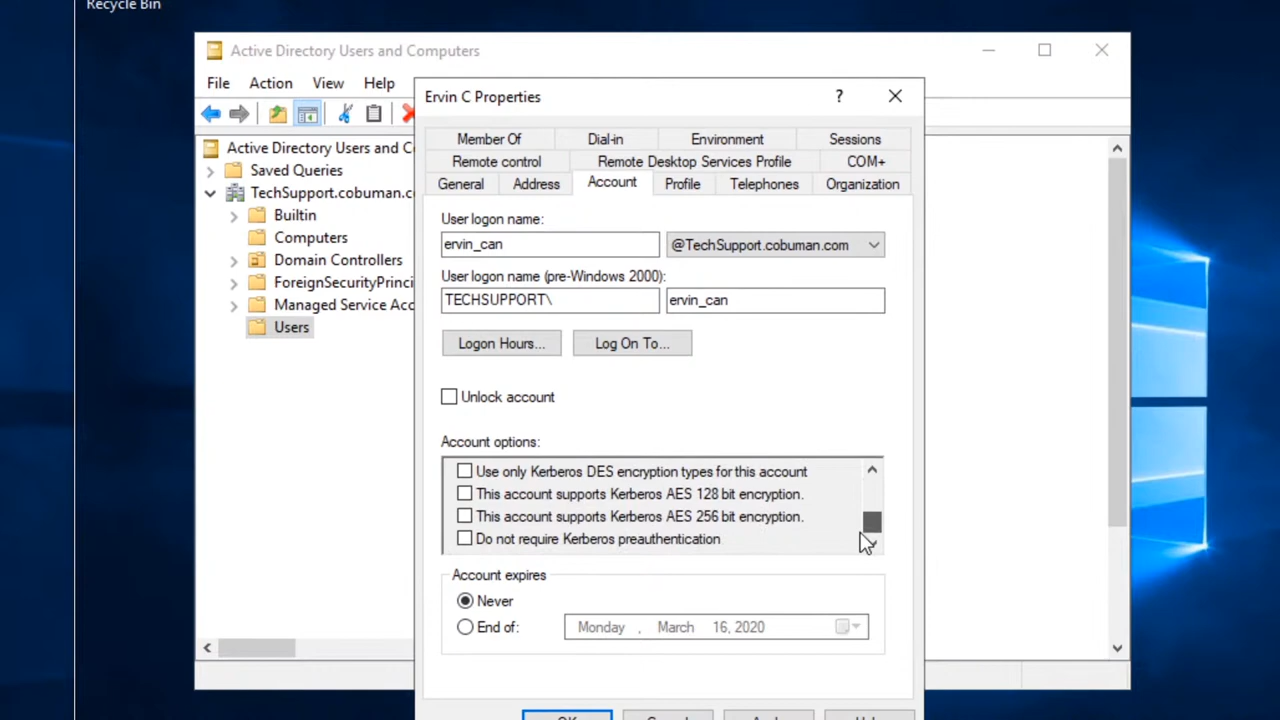 Recycle Bin
Active Directory Users and Computers
File Action View Help
Active Directory Users and Co
Saved Queries
TechSupport.cobuman.co
Builtin
Computers
Domain Controllers
ForeignSecurityPrinci
Managed Service Acc
Users
Ervin C Properties
?
Member Of Dial-in Environment Sessions
Remote control Remote Desktop Services Profile COM+
General Address Account Profile Telephones Organization
User logon name:
ervin_can @TechSupport.cobuman.com
User logon name (pre-Windows 2000):
TECHSUPPORT\ ervin_can
Logon Hours... Log On To...
Unlock account
Account options:
Use only Kerberos DES encryption types for this account
This account supports Kerberos AES 128 bit encryption.
This account supports Kerberos AES 256 bit encryption.
Do not require Kerberos preauthentication
Account expires
Never
End of: Monday , March 16, 2020